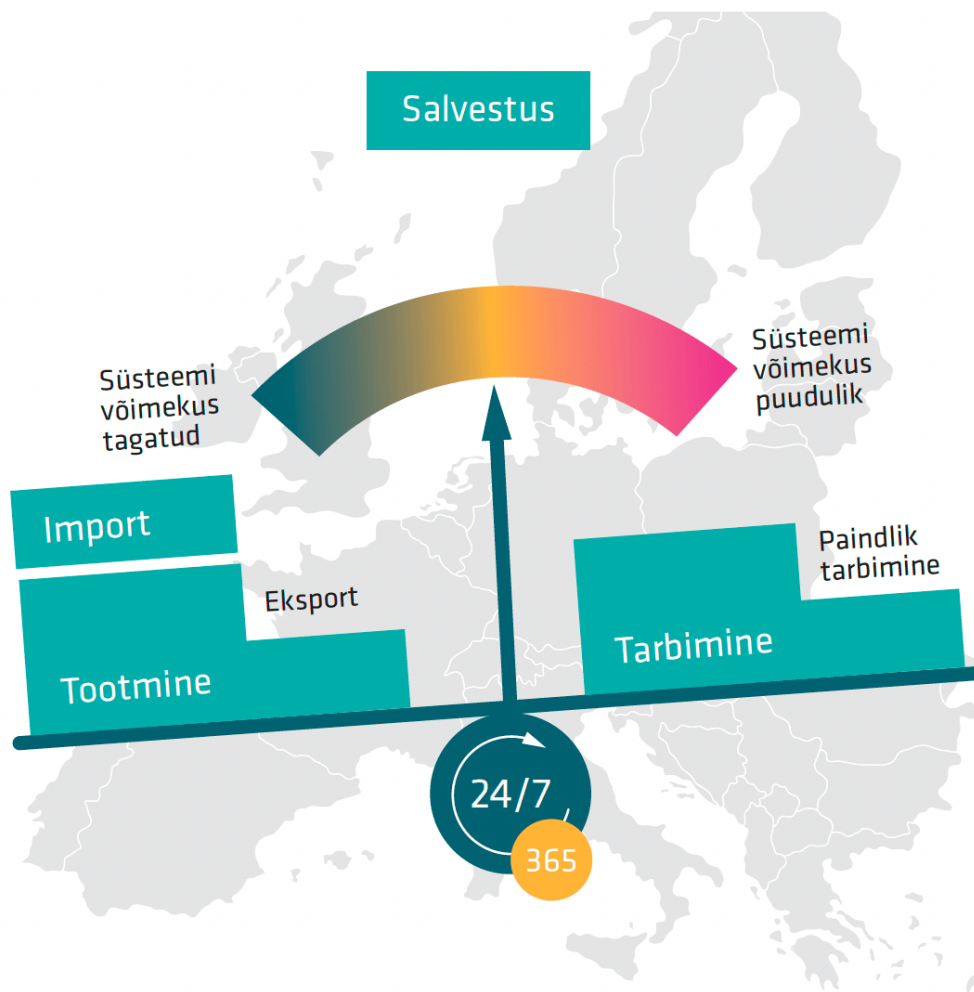 Salvestus
Süsteemi
võimekus
tagatud
Süsteemi
võimekus
puudulik
Import
Eksport
Tootmine
Paindlik
tarbimine
Tarbimine
24/7
365